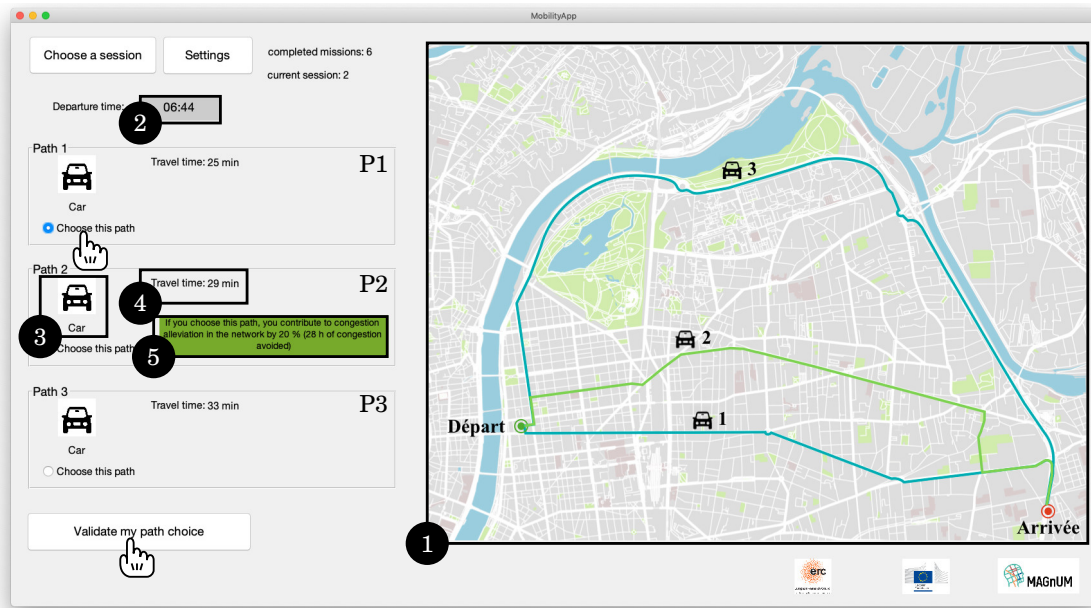 MobilityApp
Choose a session
Settings
completed missions: 6
current session: 2
Departure time:
06:44
2
Path 1
Travel time: 25 min
P1
Car
Choose this path
Path 2
Travel time: 29 min
P2
4
Car
3
If you choose this path, you contribute to congestion
alleviation in the network by 20 % (28 h of congestion
avoided)
Choose this path
5
Path 3
Travel time: 33 min
P3
Car
Choose this path
Validate my path choice
3
2
1
Départ
Arrivée
1
erc
MAGnUM